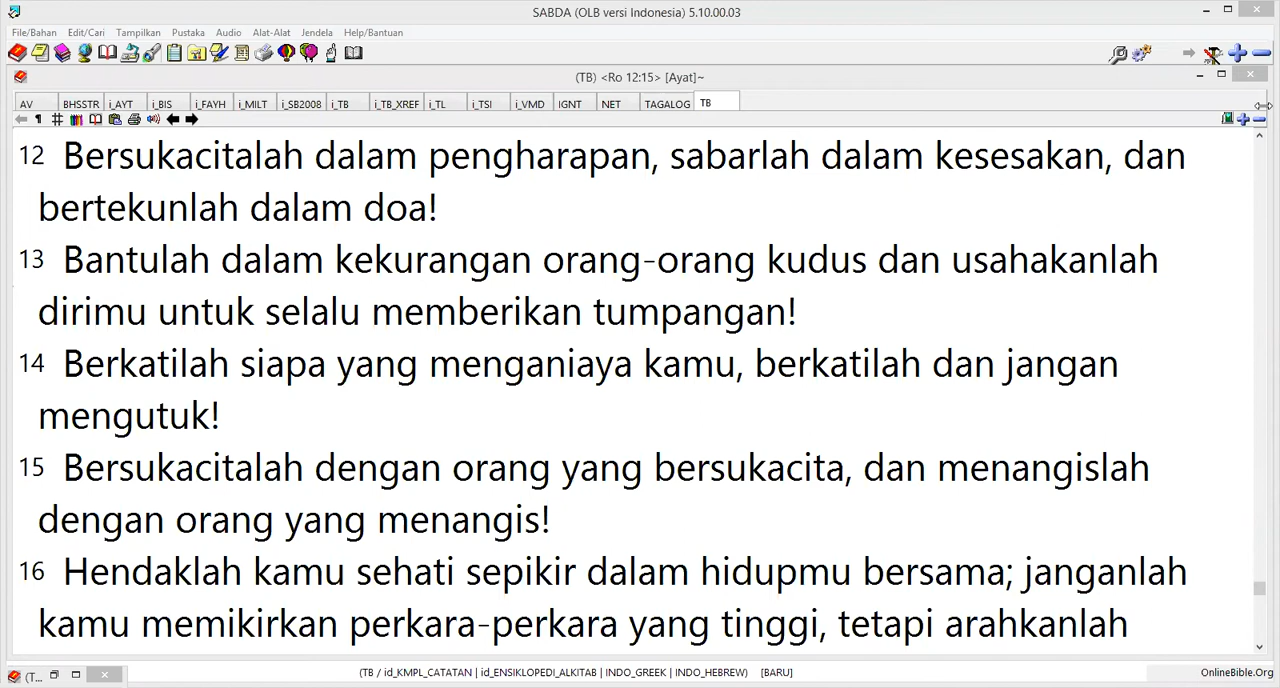 SABDA (OLB versi Indonesia) 5.10.00.03
File/Bahan Edit/Cari Tampilkan Pustaka Audio Alat-Alat Jendela Help/Bantuan
(TB) <Ro 12:15> [Ayat]~
AV BHSSTR i_AYT i_BIS i_FAYH i_MILT i_SB2008 i_TB i_TB_XREF i_TL i_TSI i_VMD IGNT NET TAGALOG TB
12 Bersukacitalah dalam pengharapan, sabarlah dalam kesesakan, dan
bertekunlah dalam doa!
13 Bantulah dalam kekurangan orang-orang kudus dan usahakanlah
dirimu untuk selalu memberikan tumpangan!
14 Berkatilah siapa yang menganiaya kamu, berkatilah dan jangan
mengutuk!
15 Bersukacitalah dengan orang yang bersukacita, dan menangislah
dengan orang yang menangis!
16 Hendaklah kamu sehati sepikir dalam hidupmu bersama; janganlah
kamu memikirkan perkara-perkara yang tinggi, tetapi arahkanlah
(T... (TB / id_KMPL_CATATAN | id_ENSIKLOPEDI_ALKITAB | INDO_GREEK | INDO_HEBREW) [BARU] OnlineBible.Org